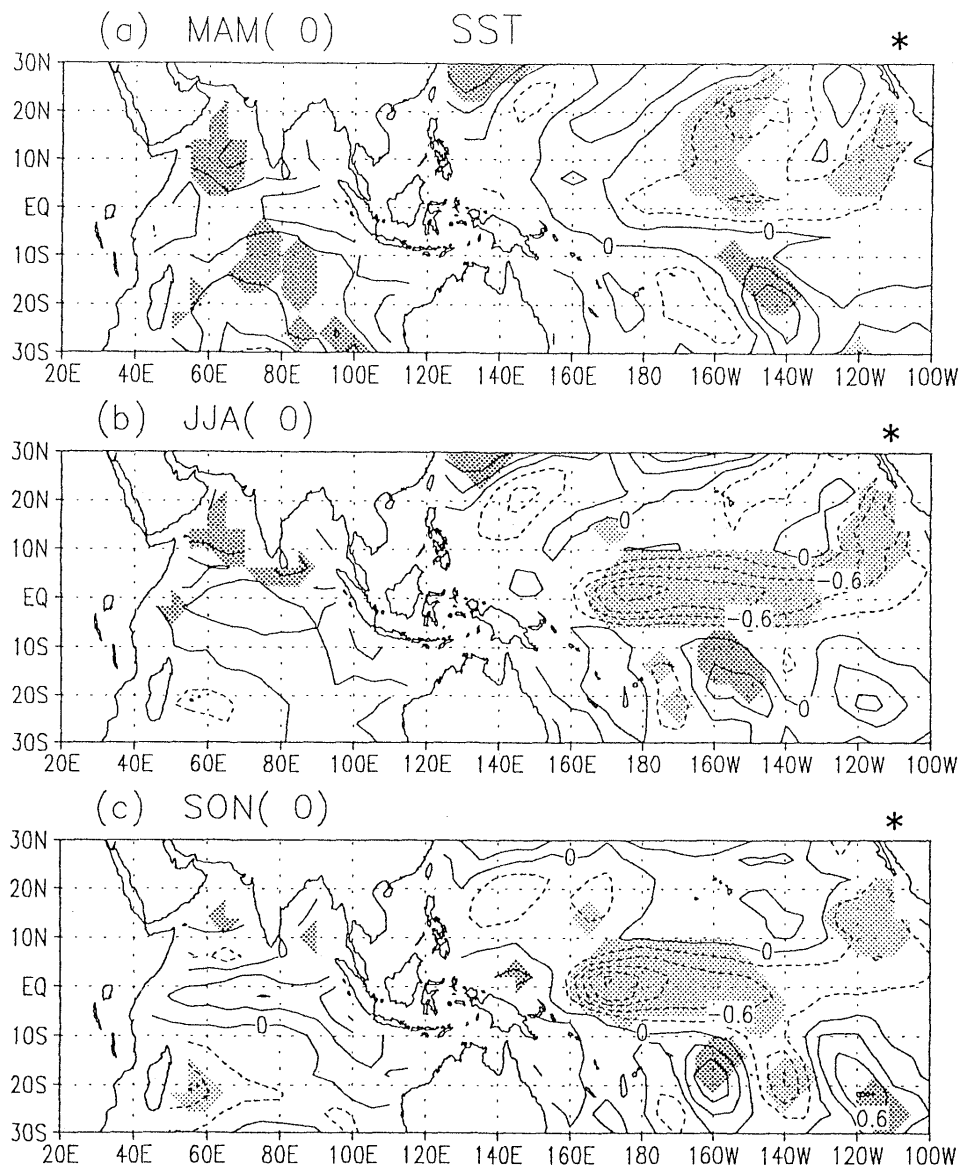 (a) MAM( 0) SST *
30N
20N
10N
EQ
10S
20S
30S
0
0
20E 40E 60E 80E 100E 120E 140E 160E 180 160W 140W 120W 100W
(b) JJA( 0) *
30N
20N
10N
EQ
10S
20S
30S
0
0
-0.6
-0.6
0
20E 40E 60E 80E 100E 120E 140E 160E 180 160W 140W 120W 100W
(c) SON( 0) *
30N
20N
10N
EQ
10S
20S
30S
0
0
-0.6
0
0
0.6
20E 40E 60E 80E 100E 120E 140E 160E 180 160W 140W 120W 100W